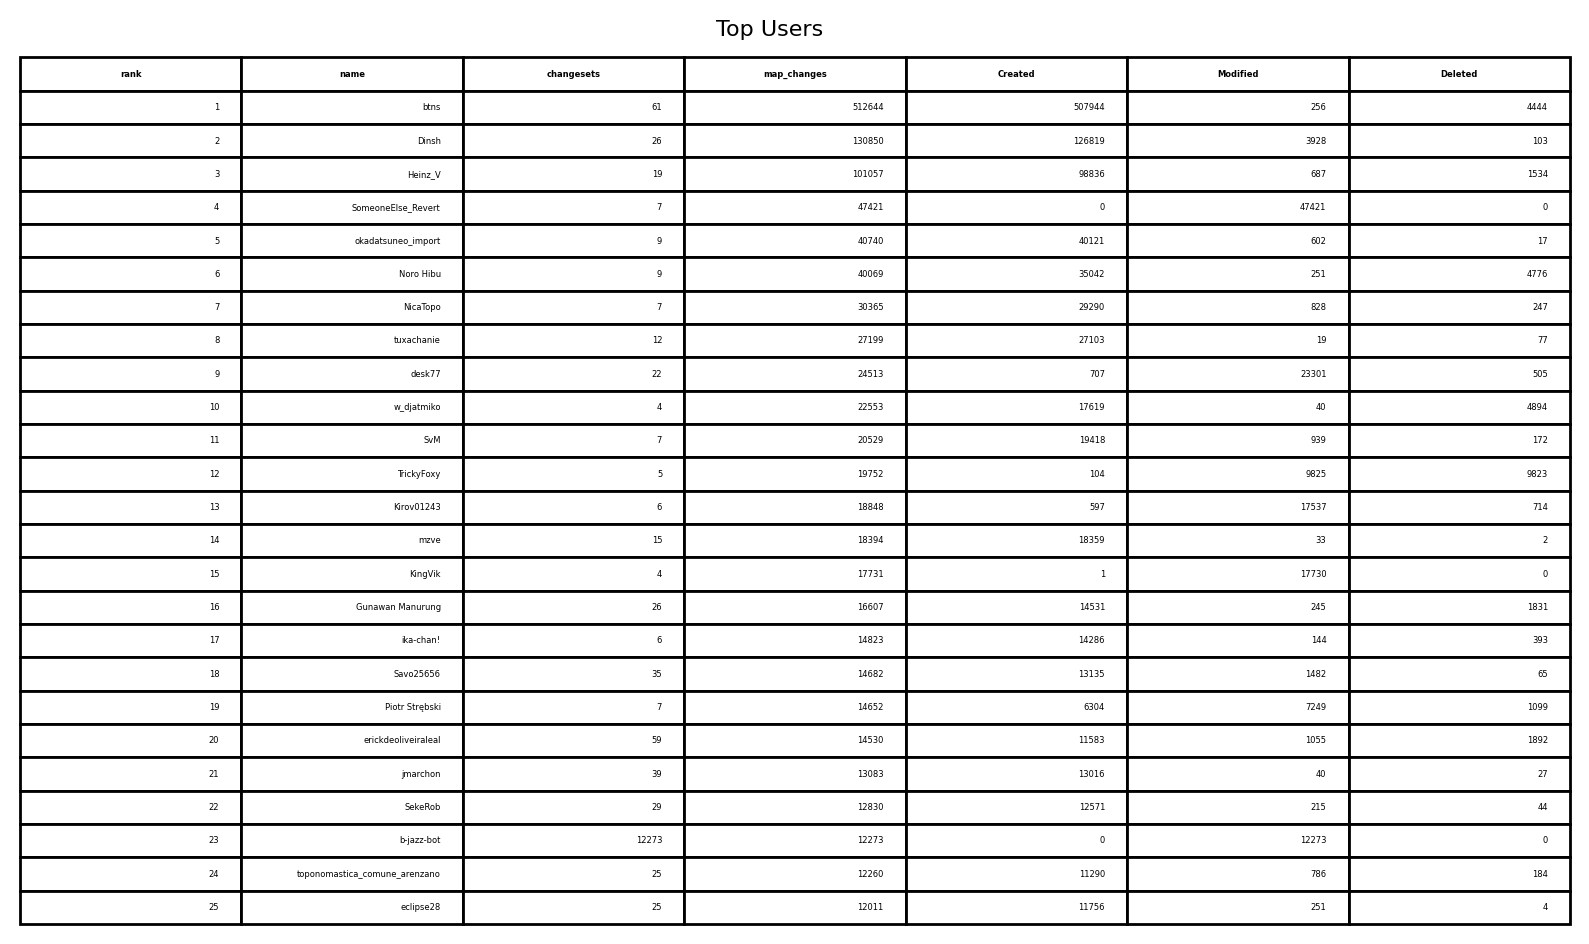 Top Users
rank name changesets map_changes Created Modified Deleted
1 btns 61 512644 507944 256 4444
2 Dinsh 26 130850 126819 3928 103
3 Heinz_V 19 101057 98836 687 1534
4 SomeoneElse_Revert 7 47421 0 47421 0
5 okadatsuneo_import 9 40740 40121 602 17
6 Noro Hibu 9 40069 35042 251 4776
7 NicaTopo 7 30365 29290 828 247
8 tuxachanie 12 27199 27103 19 77
9 desk77 22 24513 707 23301 505
10 w_djatmiko 4 22553 17619 40 4894
11 SvM 7 20529 19418 939 172
12 TrickyFoxy 5 19752 104 9825 9823
13 Kirov01243 6 18848 597 17537 714
14 mzve 15 18394 18359 33 2
15 KingVik 4 17731 1 17730 0
16 Gunawan Manurung 26 16607 14531 245 1831
17 ika-chan! 6 14823 14286 144 393
18 Savo25656 35 14682 13135 1482 65
19 Piotr Strębski 7 14652 6304 7249 1099
20 erickdeoliveiraleal 59 14530 11583 1055 1892
21 jmarchon 39 13083 13016 40 27
22 SekeRob 29 12830 12571 215 44
23 b-jazz-bot 12273 12273 0 12273 0
24 toponomastica_comune_arenzano 25 12260 11290 786 184
25 eclipse28 25 12011 11756 251 4